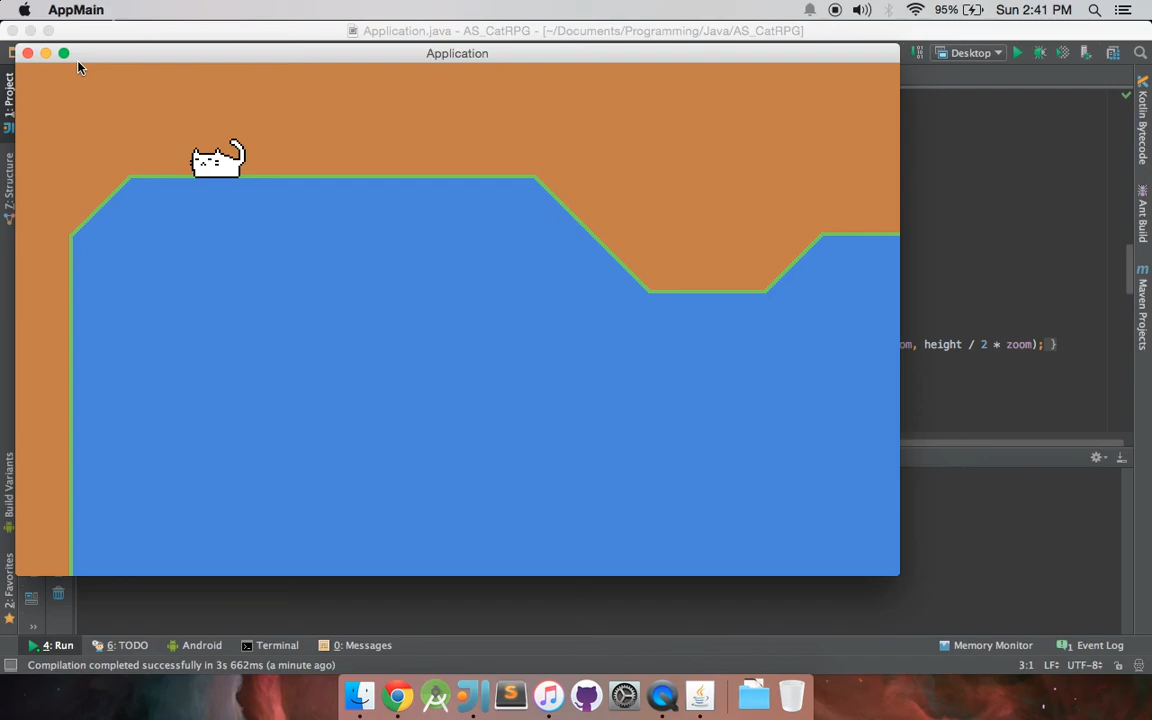 AppMain
95%
Sun 2:41 PM
Application.java - AS_CatRPG - [~/Documents/Programming/Java/AS_CatRPG]
Application
Desktop
1: Project
7: Structure
Build Variants
2: Favorites
Kotlin Bytecode
Ant Build
m Maven Projects
om, height / 2 * zoom); }
4: Run
6: TODO
Android
Terminal
0: Messages
Memory Monitor
1 Event Log
Compilation completed successfully in 3s 662ms (a minute ago)
3:1
LF÷
UTF-8÷